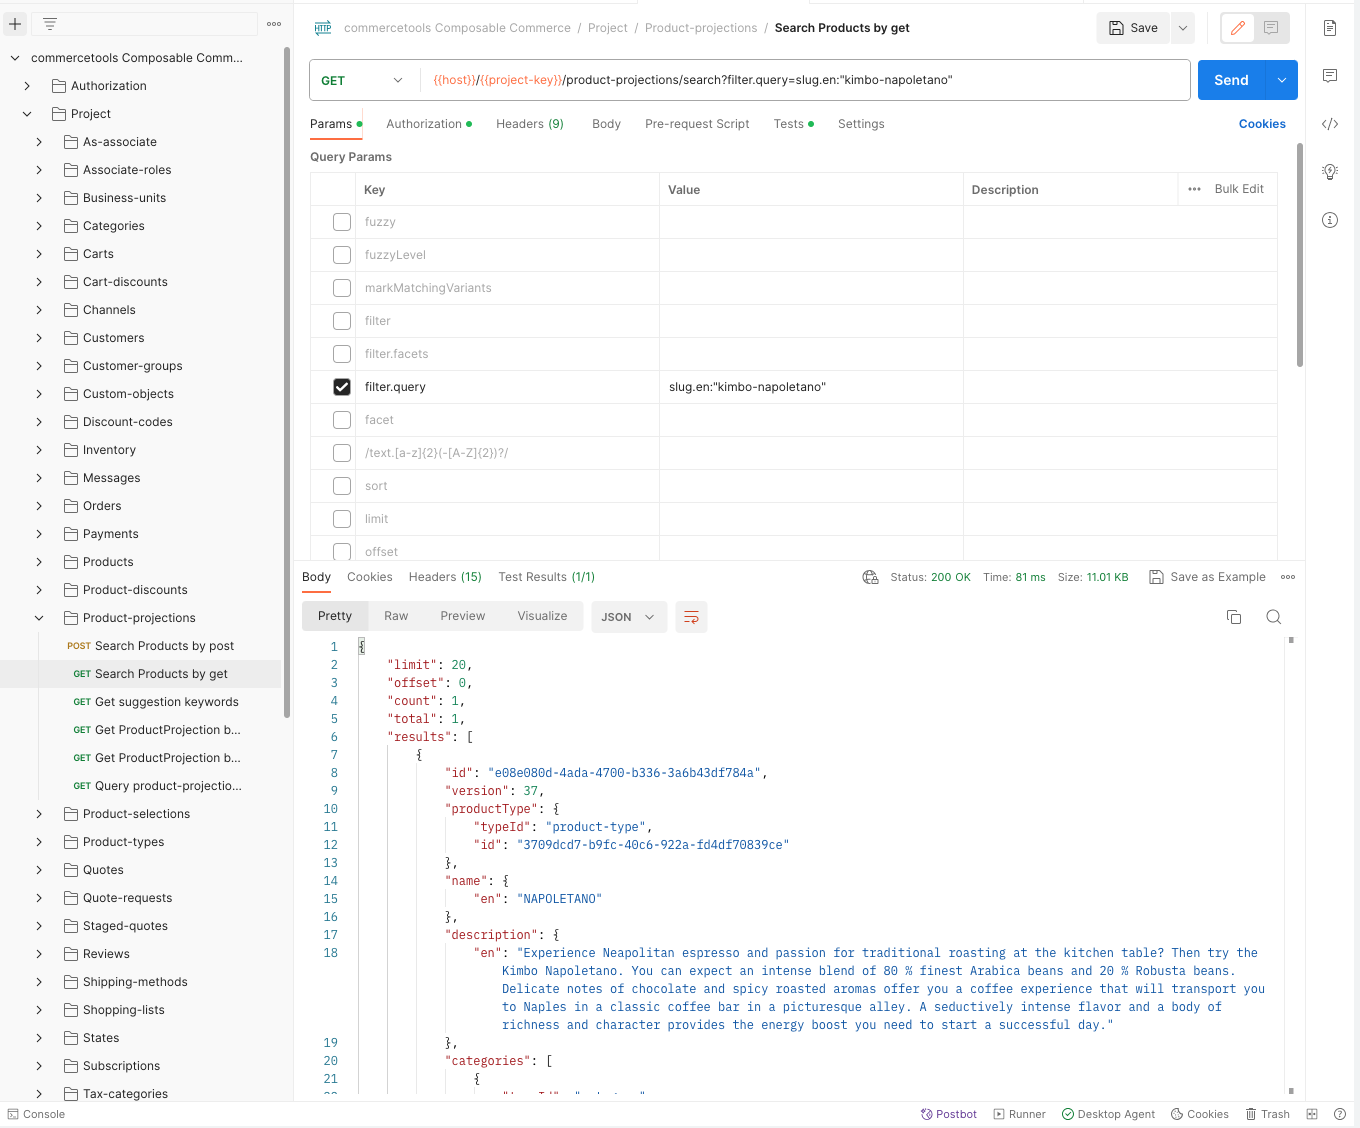 commercetools Composable Comm...
Authorization
Project
As-associate
Associate-roles
Business-units
Categories
Carts
Cart-discounts
Channels
Customers
Customer-groups
Custom-objects
Discount-codes
Inventory
Messages
Orders
Payments
Products
Product-discounts
Product-projections
POST Search Products by post
GET Search Products by get
GET Get suggestion keywords
GET Get ProductProjection b...
GET Get ProductProjection b...
GET Query product-projectio...
Product-selections
Product-types
Quotes
Quote-requests
Staged-quotes
Reviews
Shipping-methods
Shopping-lists
States
Subscriptions
Tax-categories
HTTP commercetools Composable Commerce / Project / Product-projections / Search Products by get Save
GET {{host}}/{{project-key}}/product-projections/search?filter.query=slug.en:"kimbo-napoletano" Send
Params Authorization Headers (9) Body Pre-request Script Tests Settings Cookies
Query Params
Key Value Description Bulk Edit
fuzzy
fuzzyLevel
markMatchingVariants
filter
filter.facets
filter.query slug.en:"kimbo-napoletano"
facet
/text.[a-z]{2}(-[A-Z]{2})?/
sort
limit
offset
Body Cookies Headers (15) Test Results (1/1) Status: 200 OK Time: 81 ms Size: 11.01 KB Save as Example
Pretty Raw Preview Visualize JSON
1 {
2 "limit": 20,
3 "offset": 0,
4 "count": 1,
5 "total": 1,
6 "results": [
7 {
8 "id": "e08e080d-4ada-4700-b336-3a6b43df784a",
9 "version": 37,
10 "productType": {
11 "typeId": "product-type",
12 "id": "3709dcd7-b9fc-40c6-922a-fd4df70839ce"
13 },
14 "name": {
15 "en": "NAPOLETANO"
16 },
17 "description": {
18 "en": "Experience Neapolitan espresso and passion for traditional roasting at the kitchen table? Then try the
Kimbo Napoletano. You can expect an intense blend of 80 % finest Arabica beans and 20 % Robusta beans.
Delicate notes of chocolate and spicy roasted aromas offer you a coffee experience that will transport you
to Naples in a classic coffee bar in a picturesque alley. A seductively intense flavor and a body of
richness and character provides the energy boost you need to start a successful day."
19 },
20 "categories": [
21 {
Console Postbot Runner Desktop Agent Cookies Trash